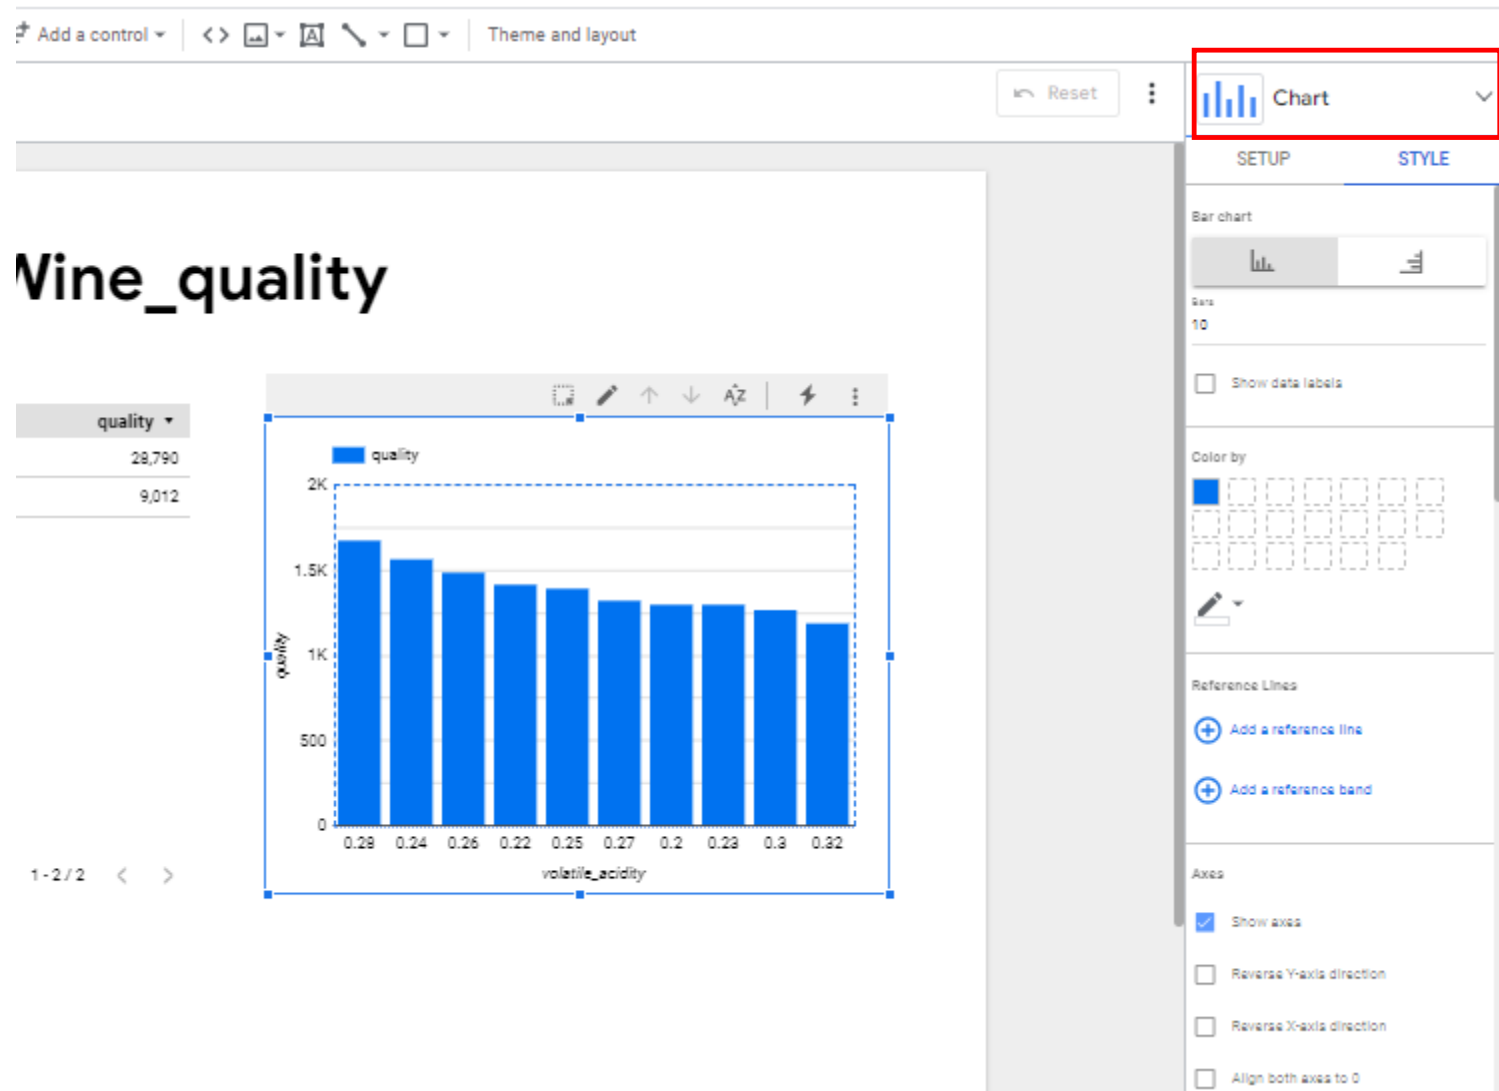 Add a control
Theme and layout
Reset
Chart
SETUP
STYLE
Wine_quality
quality
28,790
9,012
1 - 2 / 2
quality
2K
1.5K
1K
500
0
quality
0.28 0.24 0.26 0.22 0.25 0.27 0.2 0.23 0.3 0.32
volatile_acidity
Bar chart
Bars
10
Show data labels
Color by
Reference Lines
Add a reference line
Add a reference band
Axes
Show axes
Reverse Y-axis direction
Reverse X-axis direction
Align both axes to 0